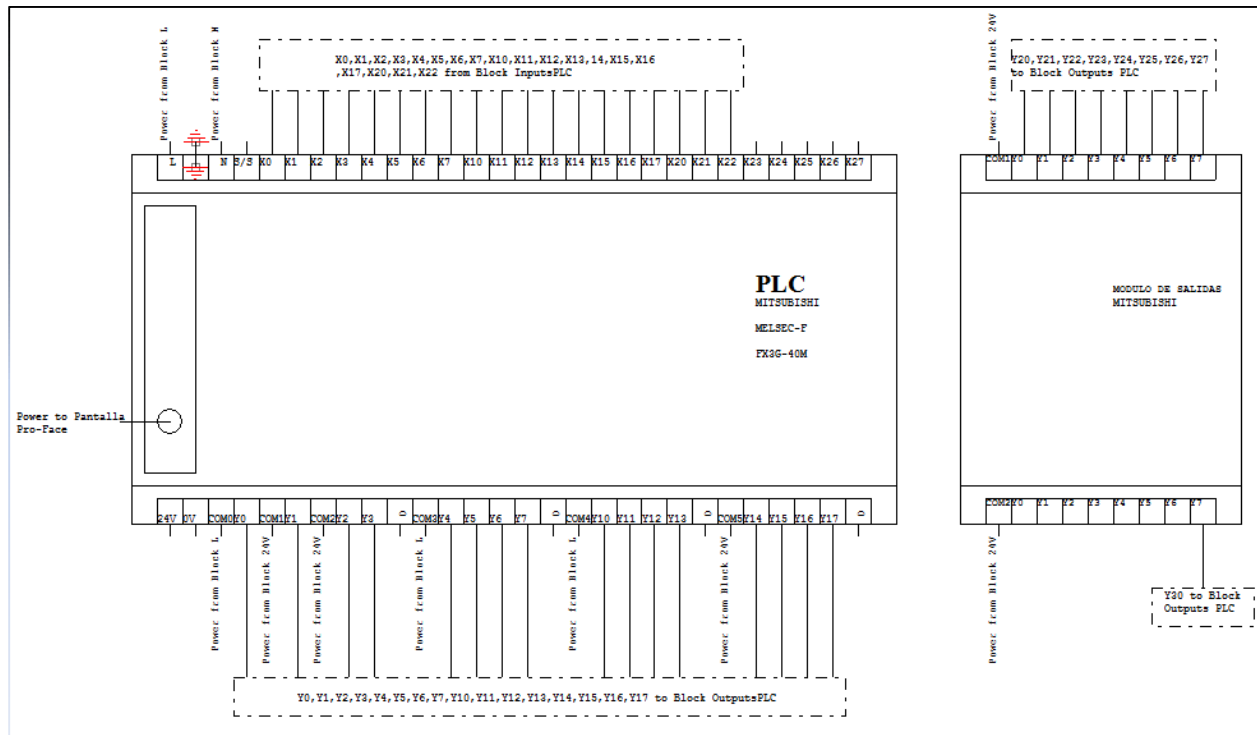 Power from Block L
Power from Block N
X0,X1,X2,X3,X4,X5,X6,X7,X10,X11,X12,X13,14,X15,X16
,X17,X20,X21,X22 from Block InputsPLC
Power from Block 24V
Y20,Y21,Y22,Y23,Y24,Y25,Y26,Y27
to Block Outputs PLC
L N S/S X0 X1 X2 X3 X4 X5 X6 X7 X10 X11 X12 X13 X14 X15 X16 X17 X20 X21 X22 X23 X24 X25 X26 X27
COM1 Y0 Y1 Y2 Y3 Y4 Y5 Y6 Y7
PLC
MITSUBISHI
MELSEC-F
FX3G-40M
MODULO DE SALIDAS
MITSUBISHI
Power to Pantalla
Pro-Face
24V 0V COM0 Y0 COM1 Y1 COM2 Y2 Y3 D COM3 Y4 Y5 Y6 Y7 D COM4 Y10 Y11 Y12 Y13 D COM5 Y14 Y15 Y16 Y17 D
COM2 Y0 Y1 Y2 Y3 Y4 Y5 Y6 Y7
Power from Block L
Power from Block 24V
Power from Block 24V
Power from Block L
Power from Block L
Power from Block 24V
Power from Block 24V
Y30 to Block
Outputs PLC
Y0,Y1,Y2,Y3,Y4,Y5,Y6,Y7,Y10,Y11,Y12,Y13,Y14,Y15,Y16,Y17 to Block OutputsPLC